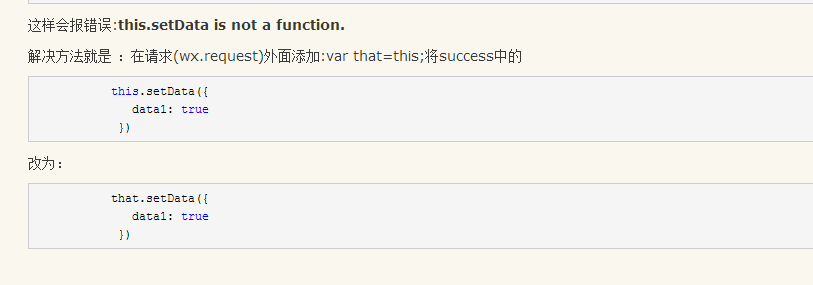 这样会报错误:this.setData is not a function.
解决方法就是 ：在请求(wx.request)外面添加:var that=this;将success中的
this.setData({
data1: true
})
改为：
that.setData({
data1: true
})